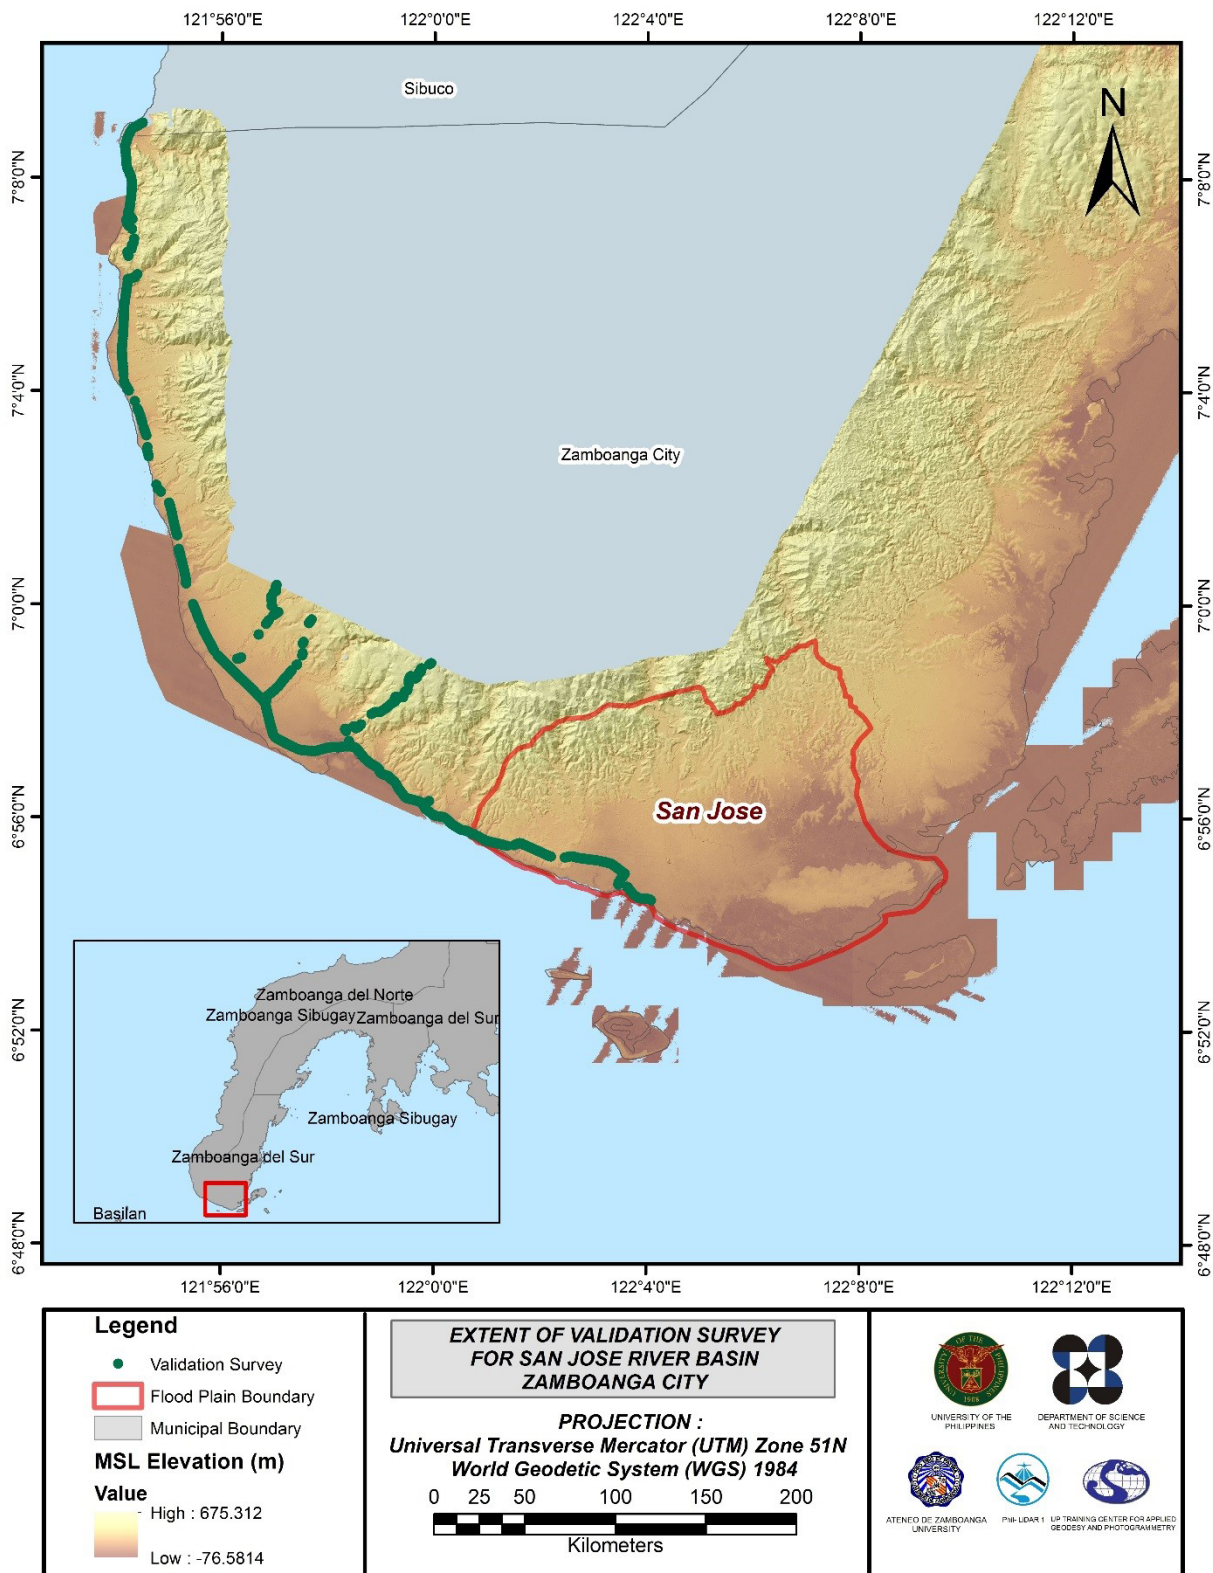 121°56'0"E
122°0'0"E
122°4'0"E
122°8'0"E
122°12'0"E
Sibuco
N
7°8'0"N
7°8'0"N
7°4'0"N
7°4'0"N
Zamboanga City
7°0'0"N
7°0'0"N
6°56'0"N
6°56'0"N
San Jose
6°52'0"N
6°52'0"N
Zamboanga del Norte
Zamboanga Sibugay
Zamboanga del Sur
Zamboanga Sibugay
Zamboanga del Sur
Basilan
6°48'0"N
6°48'0"N
121°56'0"E
122°0'0"E
122°4'0"E
122°8'0"E
122°12'0"E
Legend
Validation Survey
Flood Plain Boundary
Municipal Boundary
MSL Elevation (m)
Value
High : 675.312
Low : -76.5814
EXTENT OF VALIDATION SURVEY
FOR SAN JOSE RIVER BASIN
ZAMBOANGA CITY
PROJECTION :
Universal Transverse Mercator (UTM) Zone 51N
World Geodetic System (WGS) 1984
0 25 50 100 150 200
Kilometers
UNIVERSITY OF THE
PHILIPPINES
1908
UNIVERSITY OF THE
PHILIPPINES
DEPARTMENT OF SCIENCE
AND TECHNOLOGY
ATENEO DE ZAMBOANGA
UNIVERSITY
Phil- LiDAR 1
UP TRAINING CENTER FOR APPLIED
GEODESY AND PHOTOGRAMMETRY